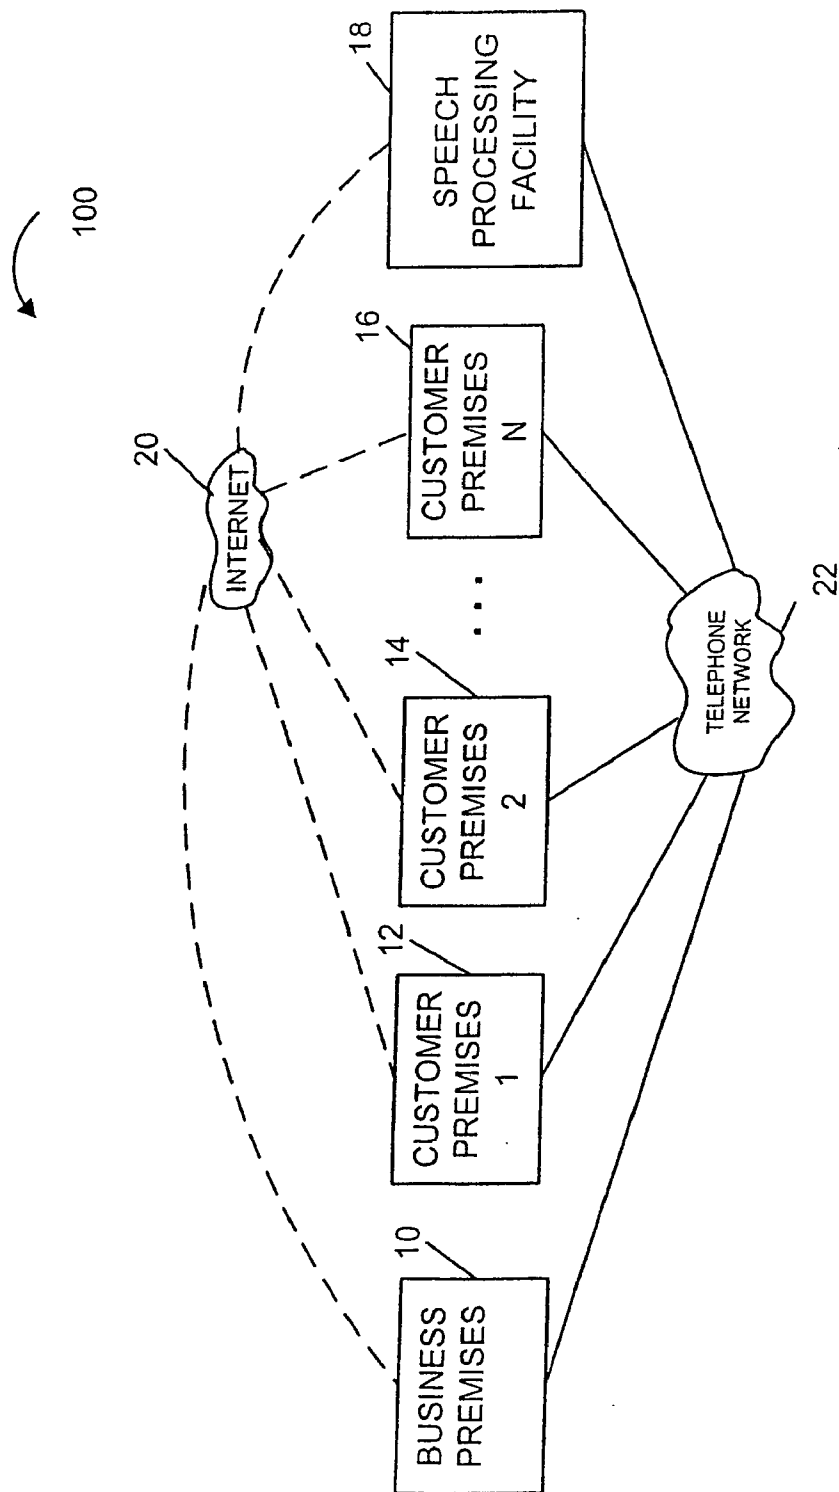 100
20
INTERNET
10
BUSINESS
PREMISES
12
CUSTOMER
PREMISES
1
14
CUSTOMER
PREMISES
2
...
16
CUSTOMER
PREMISES
N
18
SPEECH
PROCESSING
FACILITY
TELEPHONE
NETWORK
22